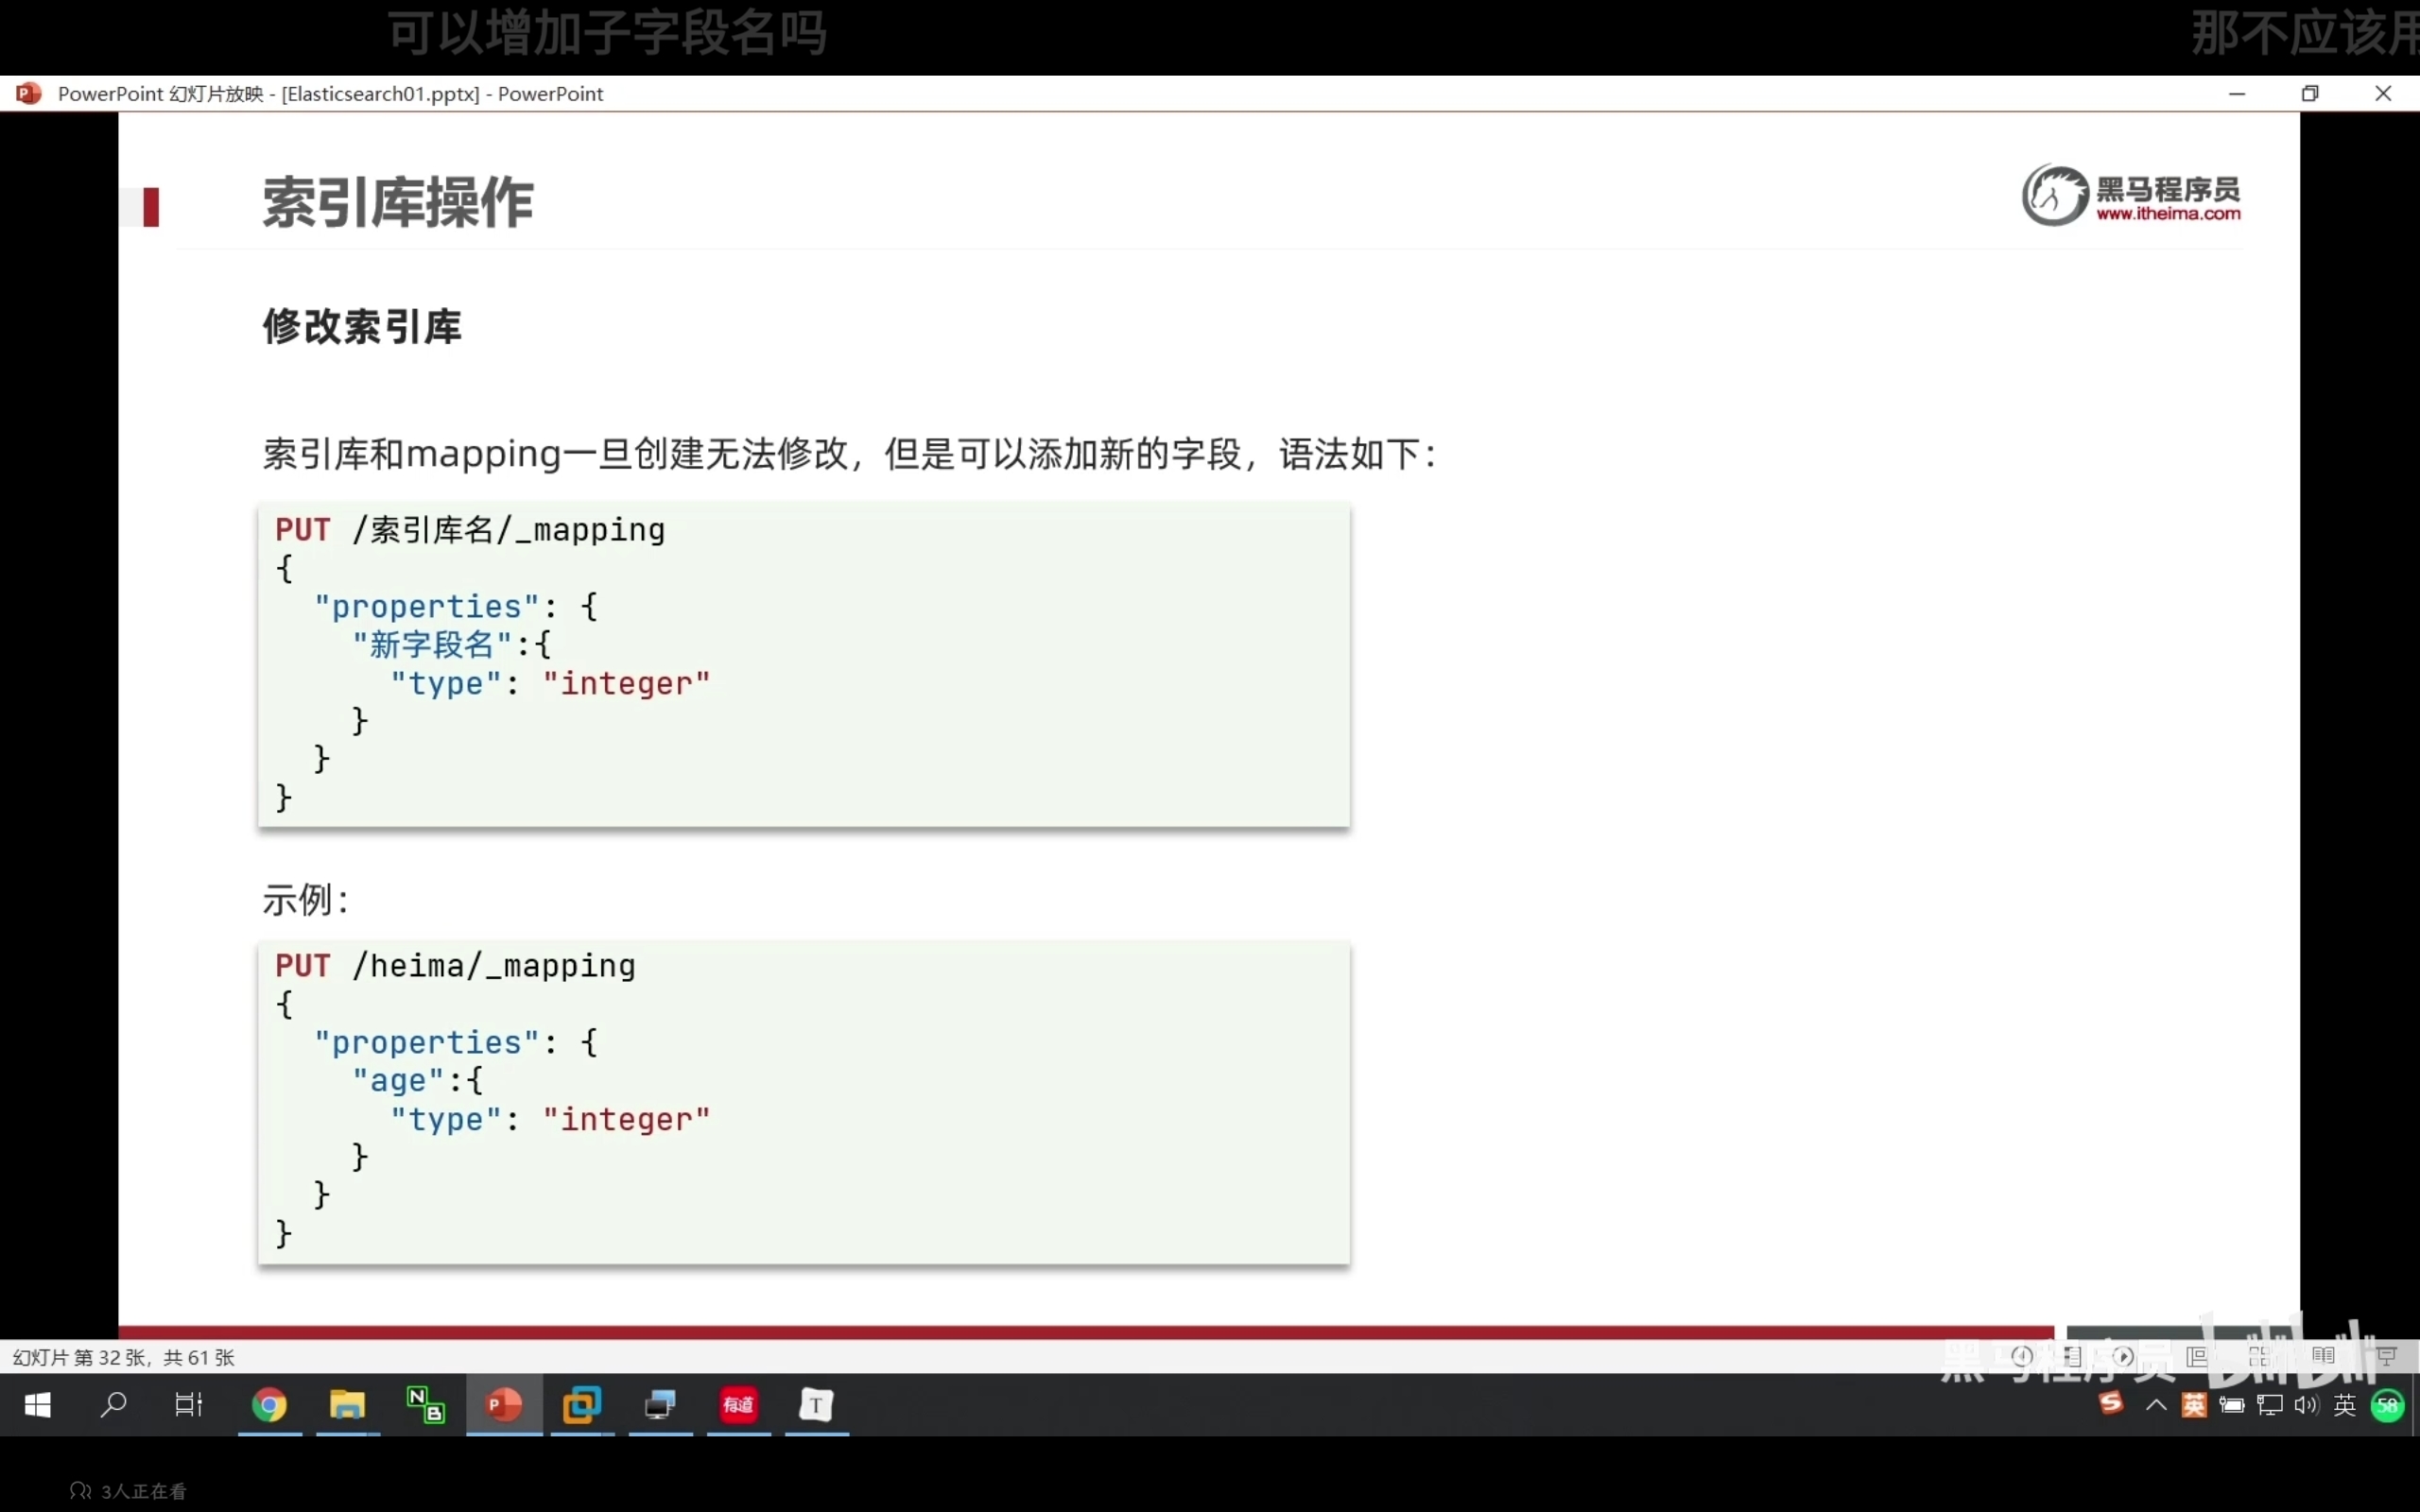 可以增加子字段名吗
那不应该用
PowerPoint 幻灯片放映 - [Elasticsearch01.pptx] - PowerPoint
索引库操作
黑马程序员
www.itheima.com
修改索引库
索引库和mapping一旦创建无法修改，但是可以添加新的字段，语法如下：
PUT /索引库名/_mapping
{
  "properties": {
    "新字段名":{
      "type": "integer"
    }
  }
}
示例：
PUT /heima/_mapping
{
  "properties": {
    "age":{
      "type": "integer"
    }
  }
}
黑马程序员 bilibili
幻灯片 第 32 张，共 61 张
N B
P
有道
T
S
英
英
58
3人正在看